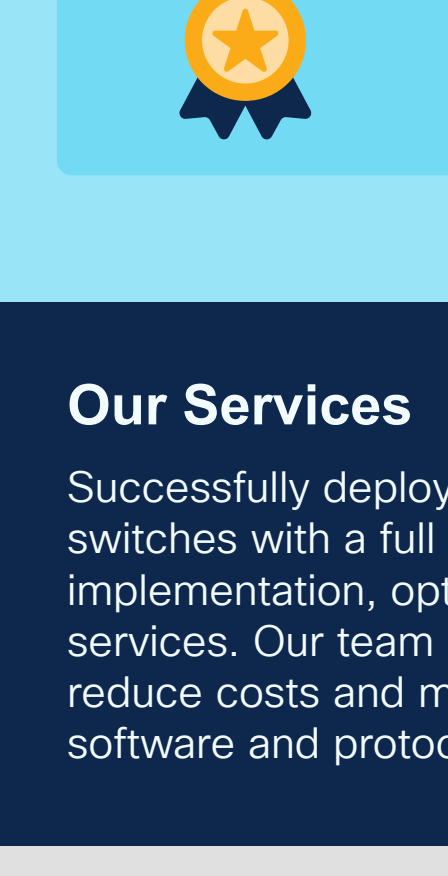 Our Services
Successfully deploy
switches with a full
implementation, opt
services. Our team
reduce costs and m
software and protoc